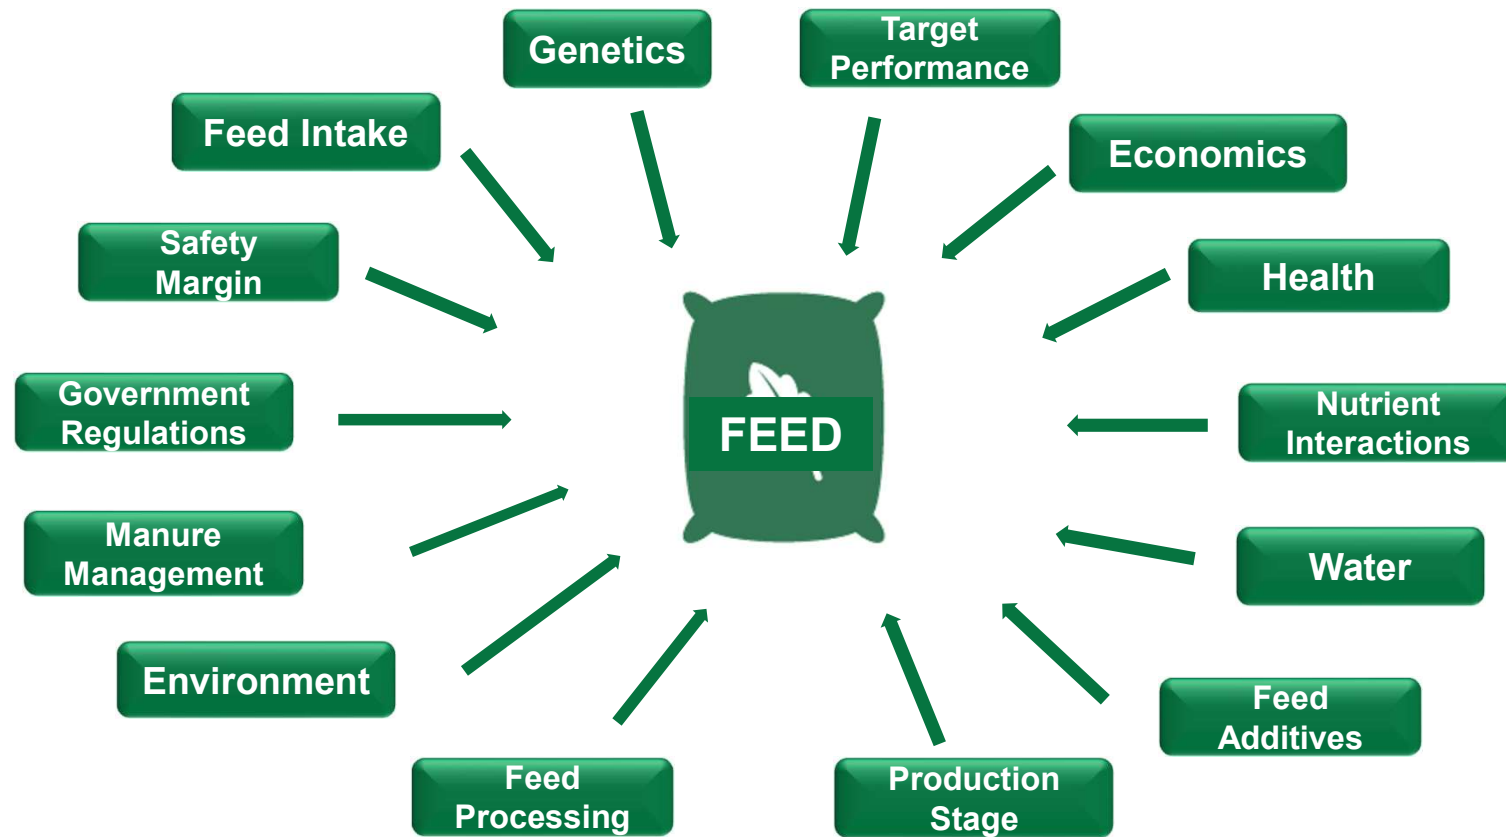 Genetics
Target
Performance
Feed Intake
Economics
Safety
Margin
Health
Government
Regulations
FEED
Nutrient
Interactions
Manure
Management
Water
Environment
Feed
Additives
Feed
Processing
Production
Stage